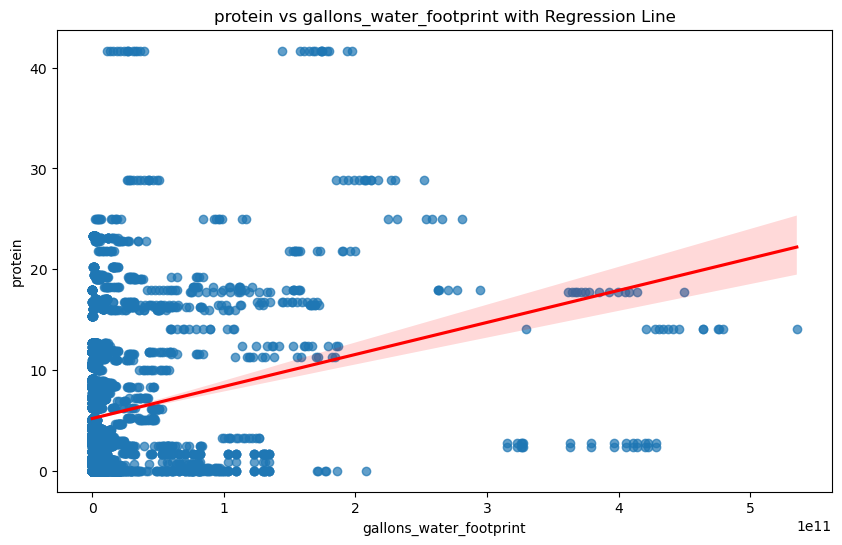 protein vs gallons_water_footprint with Regression Line
protein
40
30
20
10
0
0 1 2 3 4 5
1e11
gallons_water_footprint